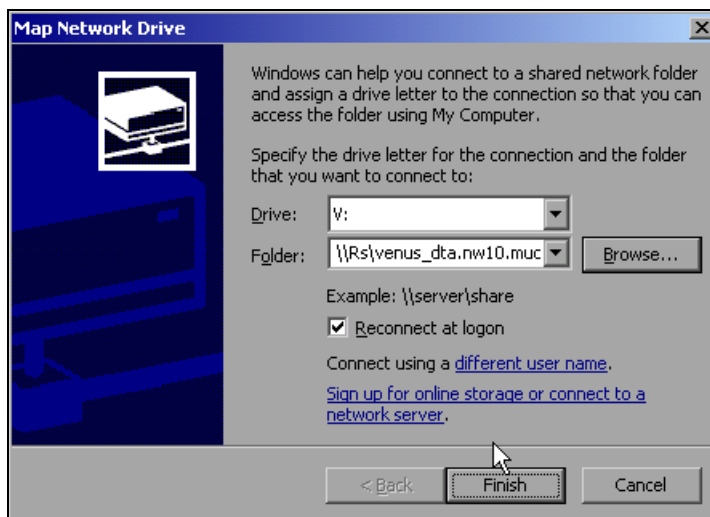 Map Network Drive
Windows can help you connect to a shared network folder
and assign a drive letter to the connection so that you can
access the folder using My Computer.
Specify the drive letter for the connection and the folder
that you want to connect to:
Drive: V:
Folder: \\Rs\venus_dta.nw10.muc Browse...
Example: \\server\share
Reconnect at logon
Connect using a different user name.
Sign up for online storage or connect to a
network server.
< Back Finish Cancel